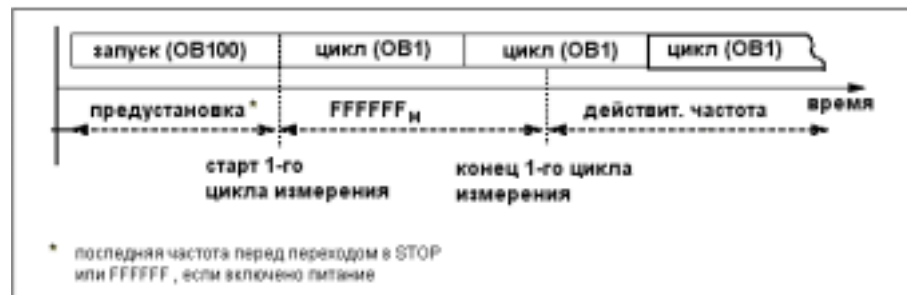 запуск (OB100) цикл (OB1) цикл (OB1) цикл (OB1)
время
предустановка * FFFFFFн действит. частота
старт 1-го
цикла измерения
конец 1-го цикла
измерения
* последняя частота перед переходом в STOP
или FFFFFF , если включено питание